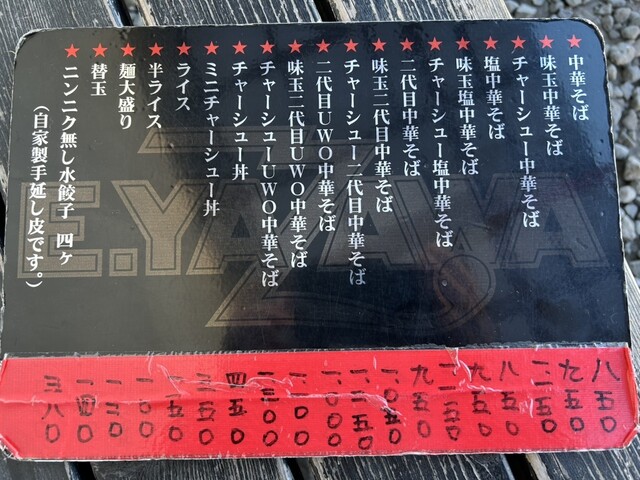 ★中華そば 八五〇
★味玉中華そば 九五〇
★チャーシュー中華そば 一一五〇
★塩中華そば 八五〇
★味玉塩中華そば 九五〇
★チャーシュー塩中華そば 一一五〇
★二代目中華そば 九五〇
★味玉二代目中華そば 一〇五〇
★チャーシュー二代目中華そば 一二五〇
★二代目UWO中華そば 一〇〇〇
★味玉二代目UWO中華そば 一一〇〇
★チャーシューUWO中華そば 一三〇〇
★チャーシュー丼 四五〇
★ミニチャーシュー丼 三五〇
★ライス 一五〇
★半ライス 一〇〇
★麺大盛り
★替玉 一四〇
★ニンニク無し水餃子 四ヶ 三八〇
(自家製手延し皮です。)
E.YAZAWA